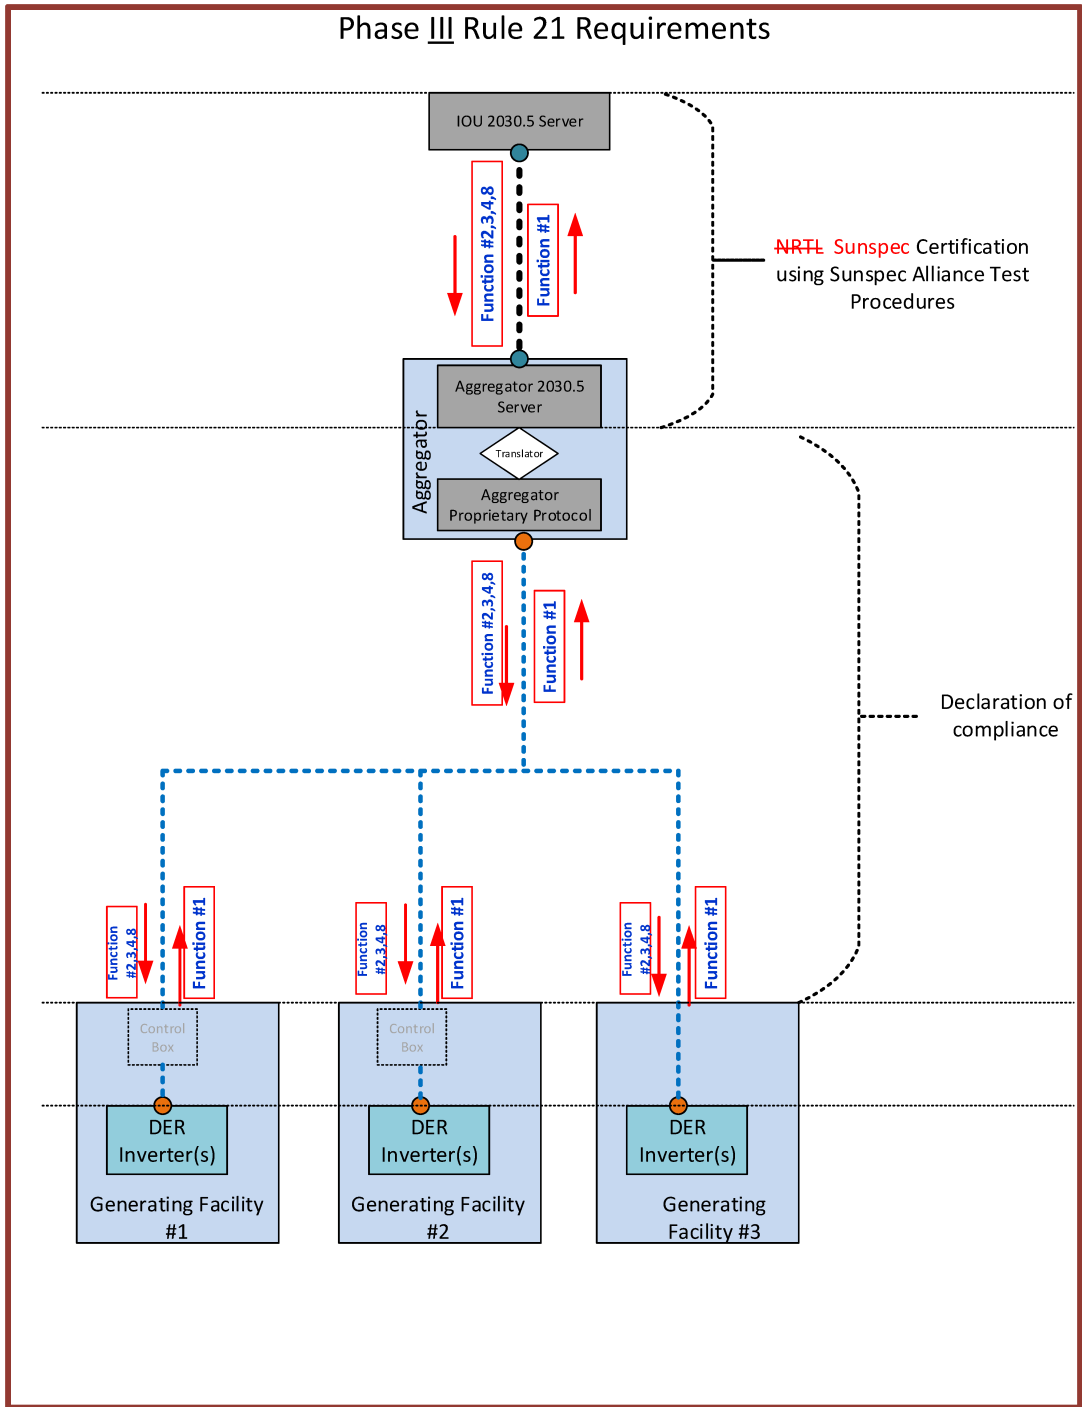 Phase III Rule 21 Requirements
IOU 2030.5 Server
Function #2,3,4,8
Function #1
NRTL Sunspec Certification
using Sunspec Alliance Test
Procedures
Aggregator
Aggregator 2030.5
Server
Translator
Aggregator
Proprietary Protocol
Function #2,3,4,8
Function #1
Declaration of
compliance
Function
#2,3,4,8
Function #1
Function
#2,3,4,8
Function #1
Function
#2,3,4,8
Function #1
Control
Box
Control
Box
DER
Inverter(s)
DER
Inverter(s)
DER
Inverter(s)
Generating Facility
#1
Generating Facility
#2
Generating
Facility #3